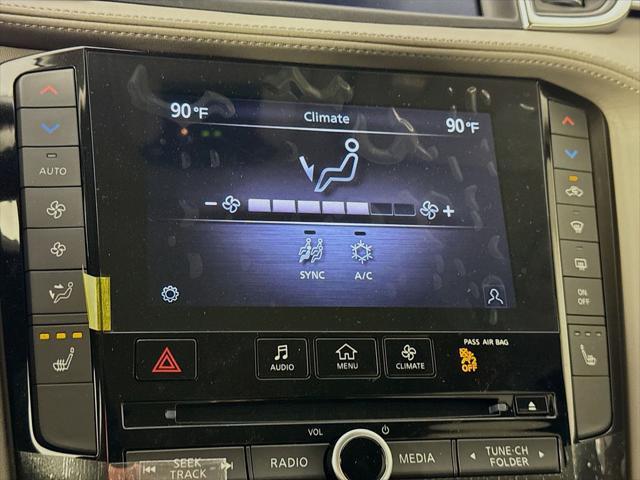 90°F
Climate
90°F
AUTO
SYNC
A/C
ON
OFF
AUDIO
MENU
CLIMATE
PASS AIR BAG
OFF
VOL
SEEK
TRACK
RADIO
MEDIA
TUNE·CH
FOLDER